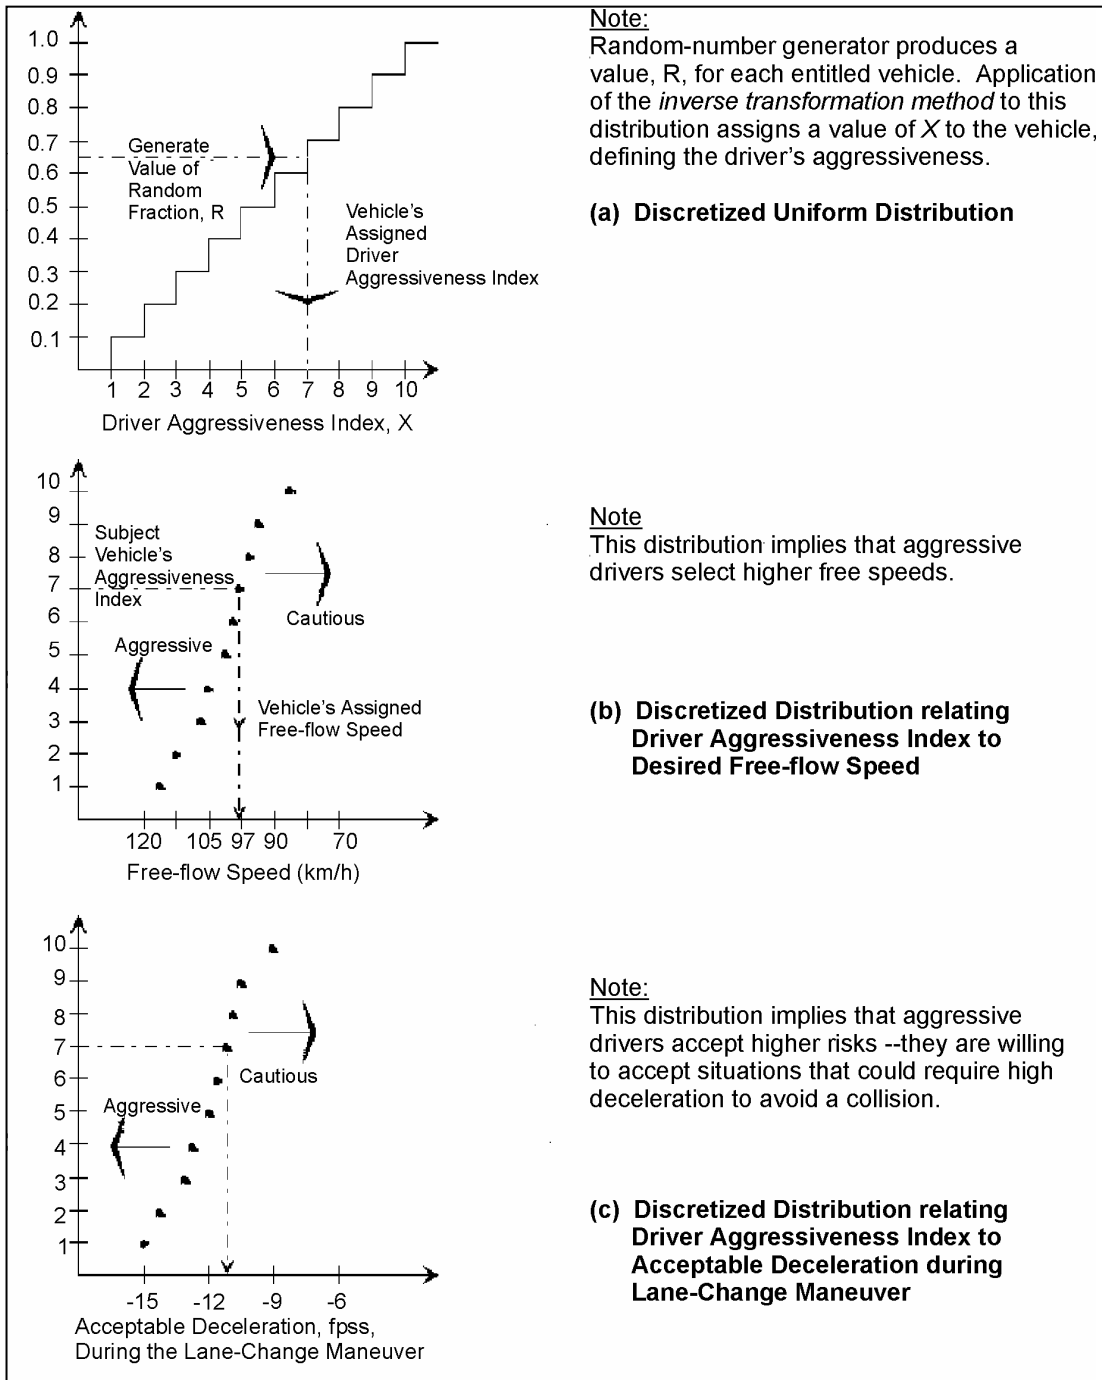 1.0
0.9
0.8
0.7
0.6
0.5
0.4
0.3
0.2
0.1
Generate
Value of
Random
Fraction, R
Vehicle's
Assigned
Driver
Aggressiveness Index
1 2 3 4 5 6 7 8 9 10
Driver Aggressiveness Index, X
Note:
Random-number generator produces a
value, R, for each entitled vehicle. Application
of the inverse transformation method to this
distribution assigns a value of X to the vehicle,
defining the driver's aggressiveness.
(a) Discretized Uniform Distribution
10
9
8
7
6
5
4
3
2
1
Subject
Vehicle's
Aggressiveness
Index
Cautious
Aggressive
Vehicle's Assigned
Free-flow Speed
120 105 97 90 70
Free-flow Speed (km/h)
Note
This distribution implies that aggressive
drivers select higher free speeds.
(b) Discretized Distribution relating
Driver Aggressiveness Index to
Desired Free-flow Speed
10
9
8
7
6
5
4
3
2
1
Cautious
Aggressive
-15 -12 -9 -6
Acceptable Deceleration, fpss,
During the Lane-Change Maneuver
Note:
This distribution implies that aggressive
drivers accept higher risks --they are willing
to accept situations that could require high
deceleration to avoid a collision.
(c) Discretized Distribution relating
Driver Aggressiveness Index to
Acceptable Deceleration during
Lane-Change Maneuver